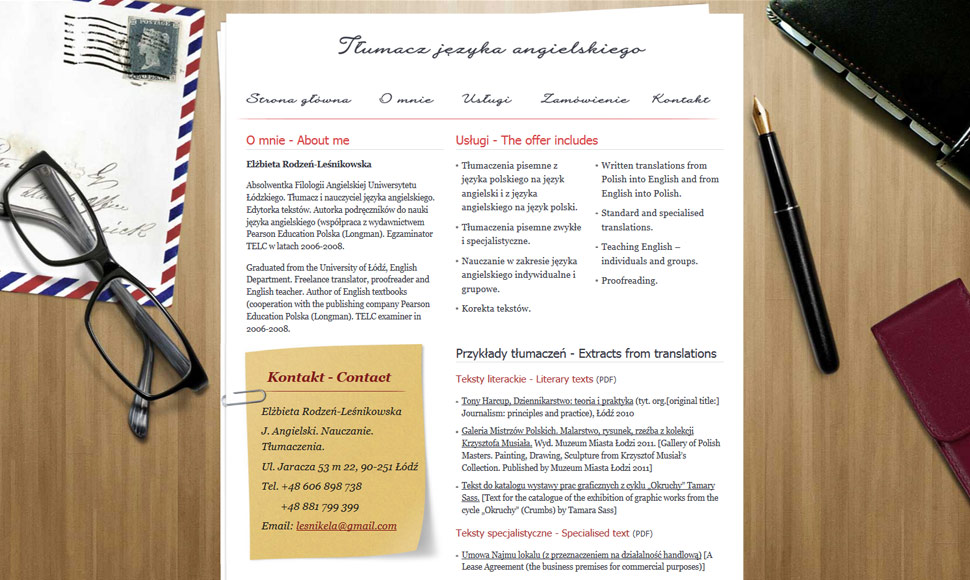 POSTAGE
Tłumacz języka angielskiego
Strona główna O mnie Usługi Zamówienie Kontakt
O mnie - About me
Elżbieta Rodzeń-Leśnikowska
Absolwentka Filologii Angielskiej Uniwersytetu
Łódzkiego. Tłumacz i nauczyciel języka angielskiego.
Edytorka tekstów. Autorka podręczników do nauki
języka angielskiego (współpraca z wydawnictwem
Pearson Education Polska (Longman). Egzaminator
TELC w latach 2006-2008.
Graduated from the University of Łódź, English
Department. Freelance translator, proofreader and
English teacher. Author of English textbooks
(cooperation with the publishing company Pearson
Education Polska (Longman). TELC examiner in
2006-2008.
Kontakt - Contact
Elżbieta Rodzeń-Leśnikowska
J. Angielski. Nauczanie.
Tłumaczenia.
Ul. Jaracza 53 m 22, 90-251 Łódź
Tel. +48 606 898 738
+48 881 799 399
Email: lesnikela@gmail.com
Usługi - The offer includes
Tłumaczenia pisemne z
języka polskiego na język
angielski i z języka
angielskiego na język polski.
Tłumaczenia pisemne zwykłe
i specjalistyczne.
Nauczanie w zakresie języka
angielskiego indywidualne i
grupowe.
Korekta tekstów.
Written translations from
Polish into English and from
English into Polish.
Standard and specialised
translations.
Teaching English –
individuals and groups.
Proofreading.
Przykłady tłumaczeń - Extracts from translations
Teksty literackie - Literary texts (PDF)
Tony Harcup, Dziennikarstwo: teoria i praktyka (tyt. org.[original title:]
Journalism: principles and practice), Łódź 2010
Galeria Mistrzów Polskich. Malarstwo, rysunek, rzeźba z kolekcji
Krzysztofa Musiała. Wyd. Muzeum Miasta Łodzi 2011. [Gallery of Polish
Masters. Painting, Drawing, Sculpture from Krzysztof Musiał's
Collection. Published by Muzeum Miasta Łodzi 2011]
Tekst do katalogu wystawy prac graficznych z cyklu „Okruchy” Tamary
Sass. [Text for the catalogue of the exhibition of graphic works from the
cycle „Okruchy” (Crumbs) by Tamara Sass]
Teksty specjalistyczne - Specialised text (PDF)
Umowa Najmu lokalu (z przeznaczeniem na działalność handlową) [A
Lease Agreement (the business premises for commercial purposes)]